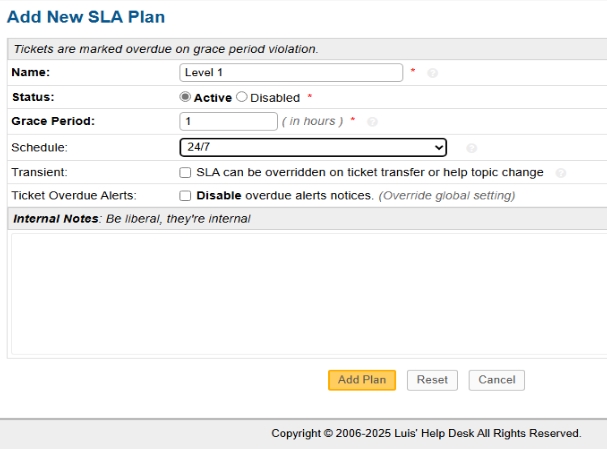 Add New SLA Plan
Tickets are marked overdue on grace period violation.
Name: Level 1 *
Status: Active Disabled *
Grace Period: 1 ( in hours ) *
Schedule: 24/7
Transient: SLA can be overridden on ticket transfer or help topic change
Ticket Overdue Alerts: Disable overdue alerts notices. (Override global setting)
Internal Notes: Be liberal, they're internal
Add Plan Reset Cancel
Copyright © 2006-2025 Luis' Help Desk All Rights Reserved.